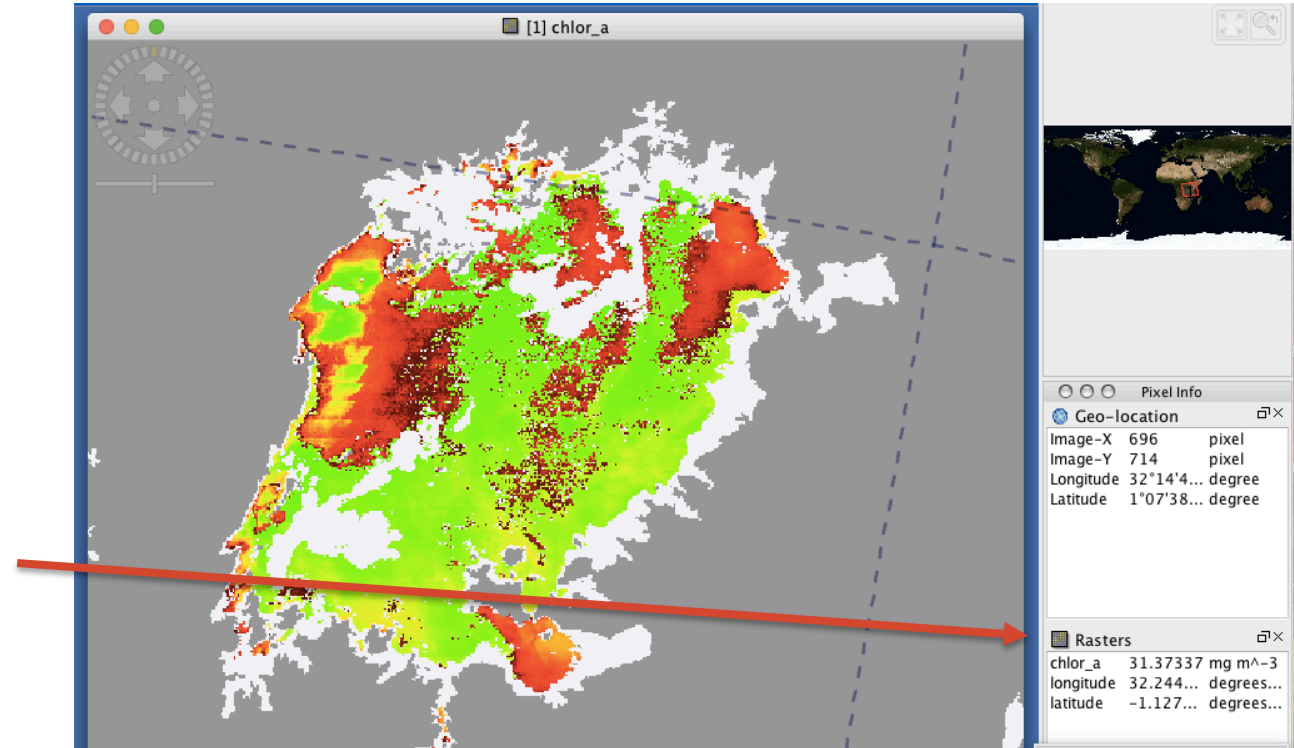 [1] chlor_a
Pixel Info
Geo-location
Image-X 696 pixel
Image-Y 714 pixel
Longitude 32°14'4... degree
Latitude 1°07'38... degree
Rasters
chlor_a 31.37337 mg m^-3
longitude 32.244... degrees...
latitude -1.127... degrees...